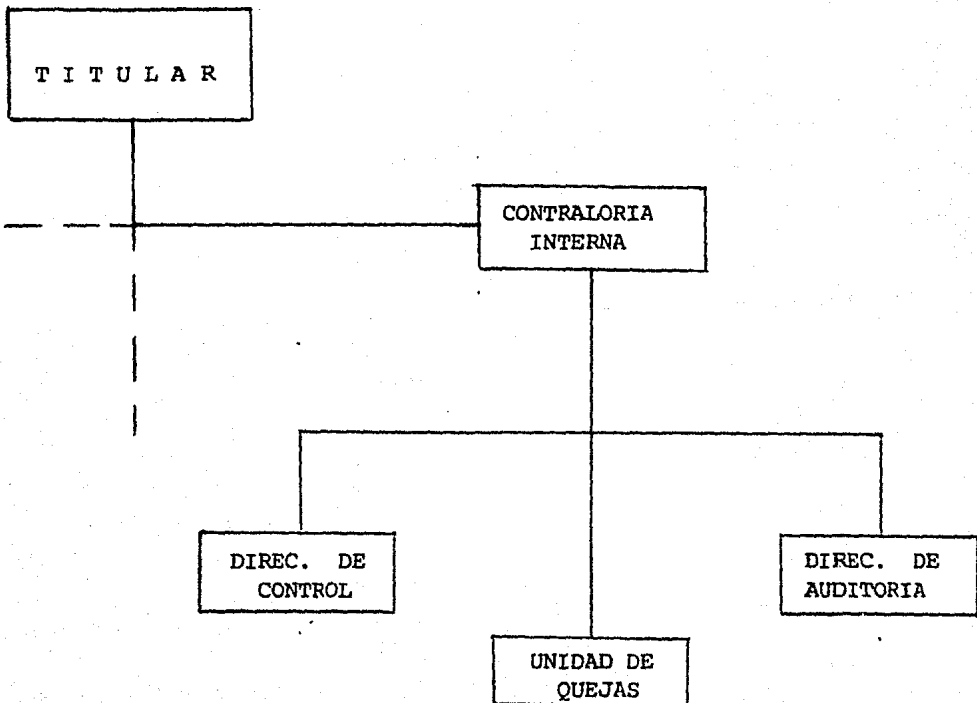 T I T U L A R
CONTRALORIA
INTERNA
DIREC. DE
CONTROL
DIREC. DE
AUDITORIA
UNIDAD DE
QUEJAS